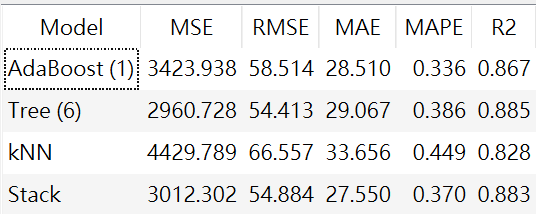 Model MSE RMSE MAE MAPE R2
AdaBoost (1) 3423.938 58.514 28.510 0.336 0.867
Tree (6) 2960.728 54.413 29.067 0.386 0.885
kNN 4429.789 66.557 33.656 0.449 0.828
Stack 3012.302 54.884 27.550 0.370 0.883